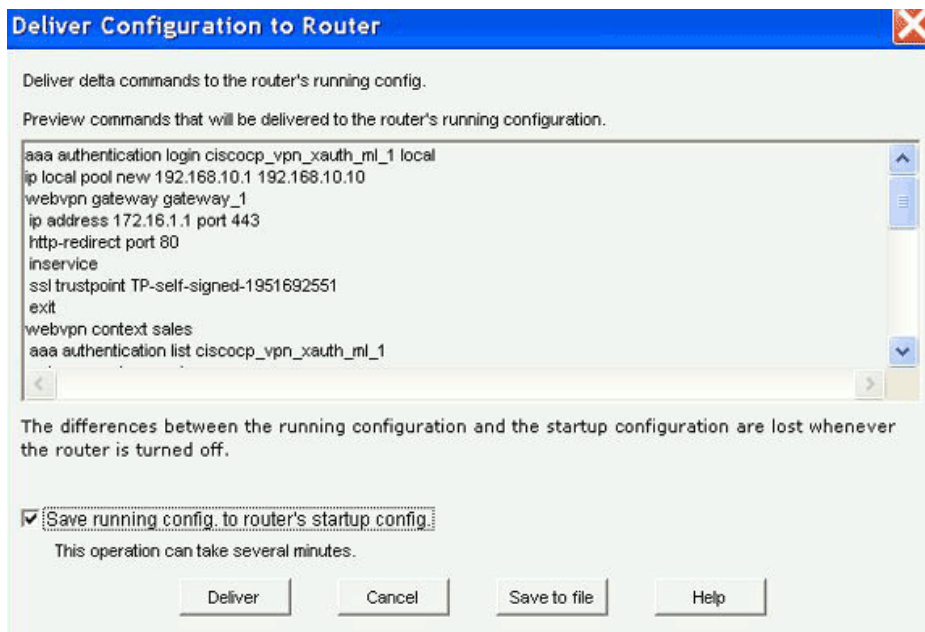 Deliver Configuration to Router
Deliver delta commands to the router's running config.
Preview commands that will be delivered to the router's running configuration.
aaa authentication login ciscocp_vpn_xauth_ml_1 local
ip local pool new 192.168.10.1 192.168.10.10
webvpn gateway gateway_1
ip address 172.16.1.1 port 443
http-redirect port 80
inservice
ssl trustpoint TP-self-signed-1951692551
exit
webvpn context sales
aaa authentication list ciscocp_vpn_xauth_ml_1
The differences between the running configuration and the startup configuration are lost whenever
the router is turned off.
Save running config. to router's startup config.
This operation can take several minutes.
Deliver
Cancel
Save to file
Help